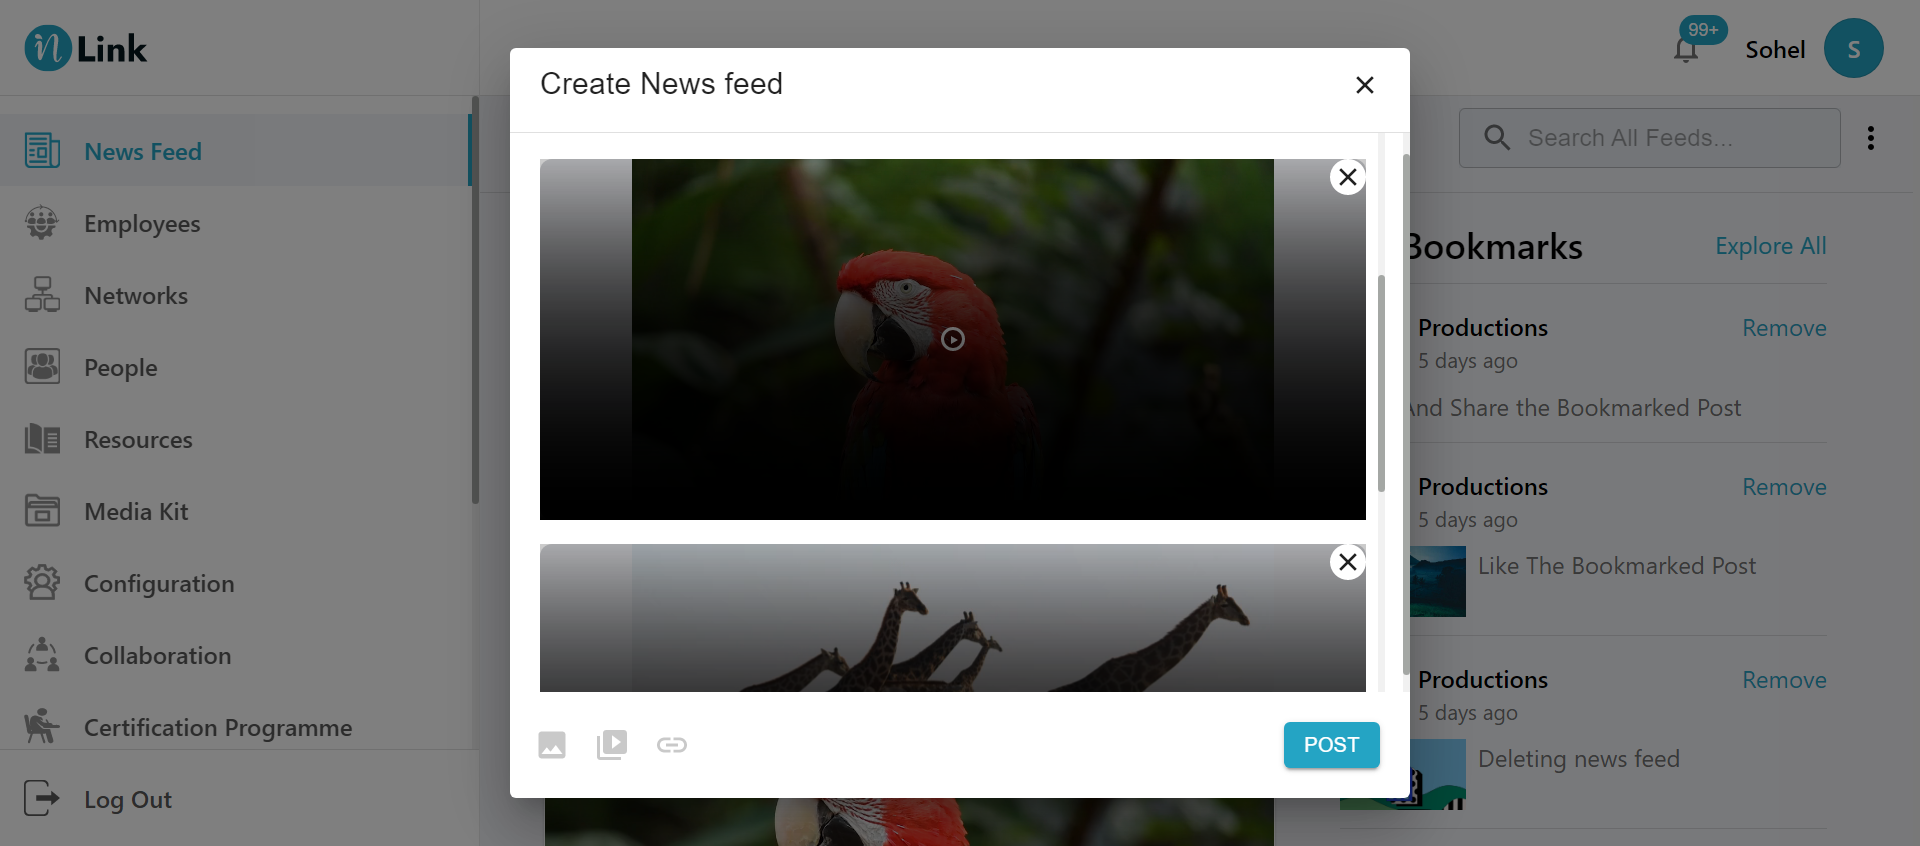 in Link
99+
Sohel
S
Create News feed
News Feed
Employees
Networks
People
Resources
Media Kit
Configuration
Collaboration
Certification Programme
Log Out
POST
Search All Feeds...
Bookmarks
Explore All
Productions
Remove
5 days ago
And Share the Bookmarked Post
Productions
Remove
5 days ago
Like The Bookmarked Post
Productions
Remove
5 days ago
Deleting news feed